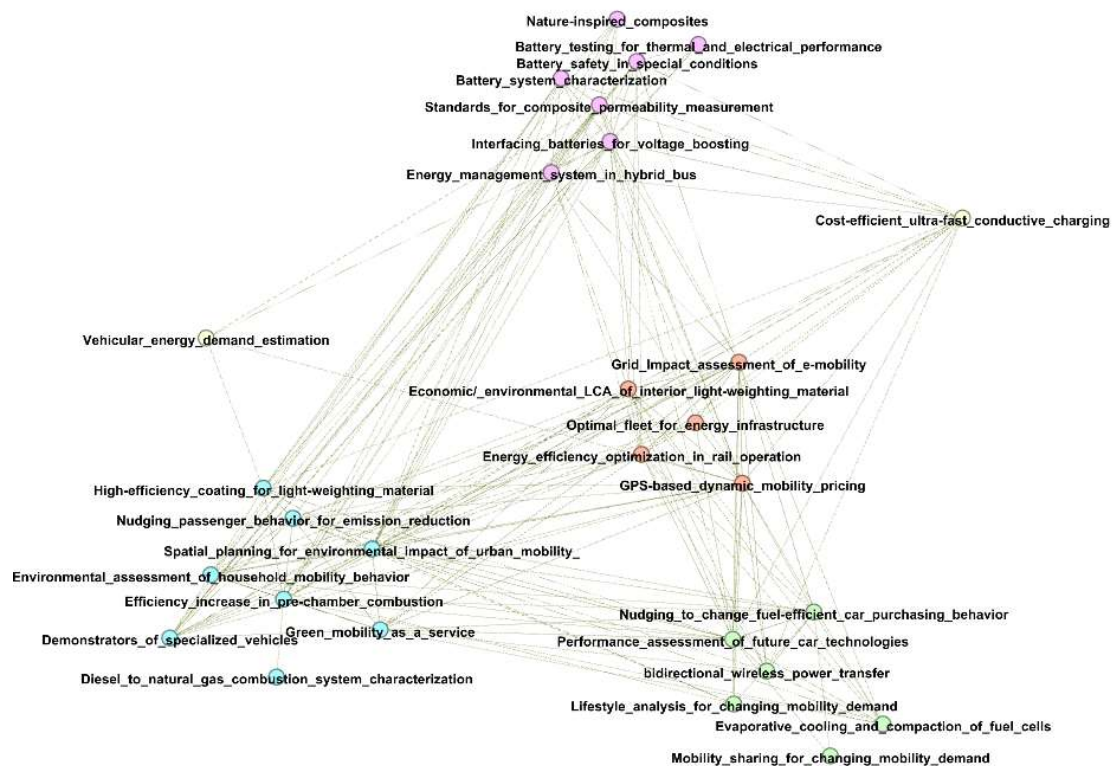 Nature-inspired_composites
Battery_testing_for_thermal_and_electrical_performance
Battery_safety_in_special_conditions
Battery_system_characterization
Standards_for_composite_permeability_measurement
Interfacing_batteries_for_voltage_boosting
Energy_management_system_in_hybrid_bus
Cost-efficient_ultra-fast_conductive_charging
Vehicular_energy_demand_estimation
Grid_Impact_assessment_of_e-mobility
Economic/_environmental_LCA_of_interior_light-weighting_material
Optimal_fleet_for_energy_infrastructure
Energy_efficiency_optimization_in_rail_operation
GPS-based_dynamic_mobility_pricing
High-efficiency_coating_for_light-weighting_material
Nudging_passenger_behavior_for_emission_reduction
Spatial_planning_for_environmental_impact_of_urban_mobility_
Environmental_assessment_of_household_mobility_behavior
Efficiency_increase_in_pre-chamber_combustion
Nudging_to_change_fuel-efficient_car_purchasing_behavior
Green_mobility_as_a_service
Demonstrators_of_specialized_vehicles
Performance_assessment_of_future_car_technologies
bidirectional_wireless_power_transfer
Diesel_to_natural_gas_combustion_system_characterization
Lifestyle_analysis_for_changing_mobility_demand
Evaporative_cooling_and_compaction_of_fuel_cells
Mobility_sharing_for_changing_mobility_demand